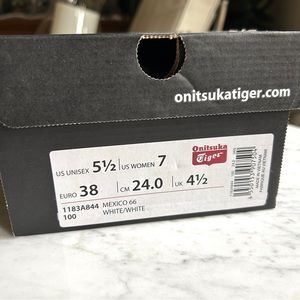 onitsukatiger.com
US UNISEX 5½ US WOMEN 7
Onitsuka
Tiger
EURO 38 CM 24.0 UK 4½
1183A844 MEXICO 66
100 WHITE/WHITE